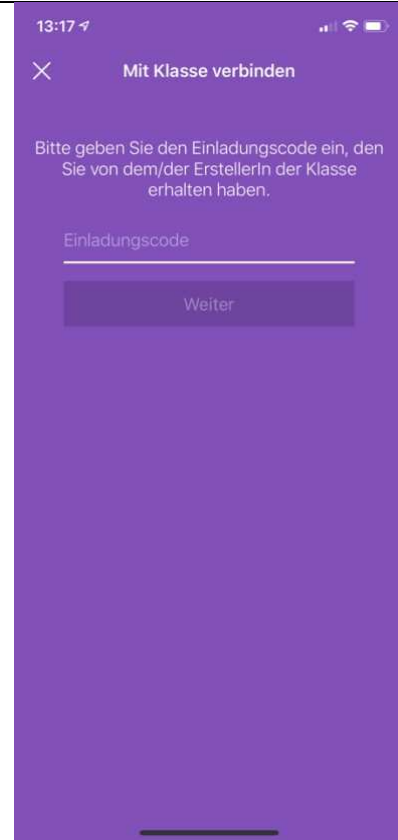 13:17
Mit Klasse verbinden
Bitte geben Sie den Einladungscode ein, den
Sie von dem/der ErstellerIn der Klasse
erhalten haben.
Einladungscode
Weiter